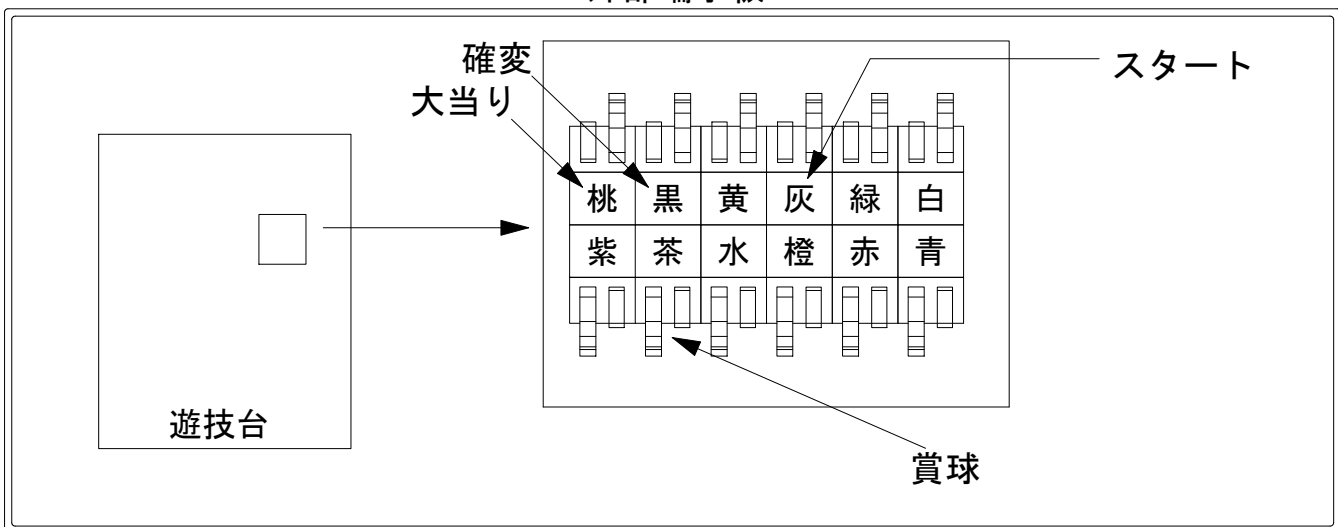 確変
スタート
大当り
桃 黒 黄 灰 緑 白
紫 茶 水 橙 赤 青
遊技台
賞球